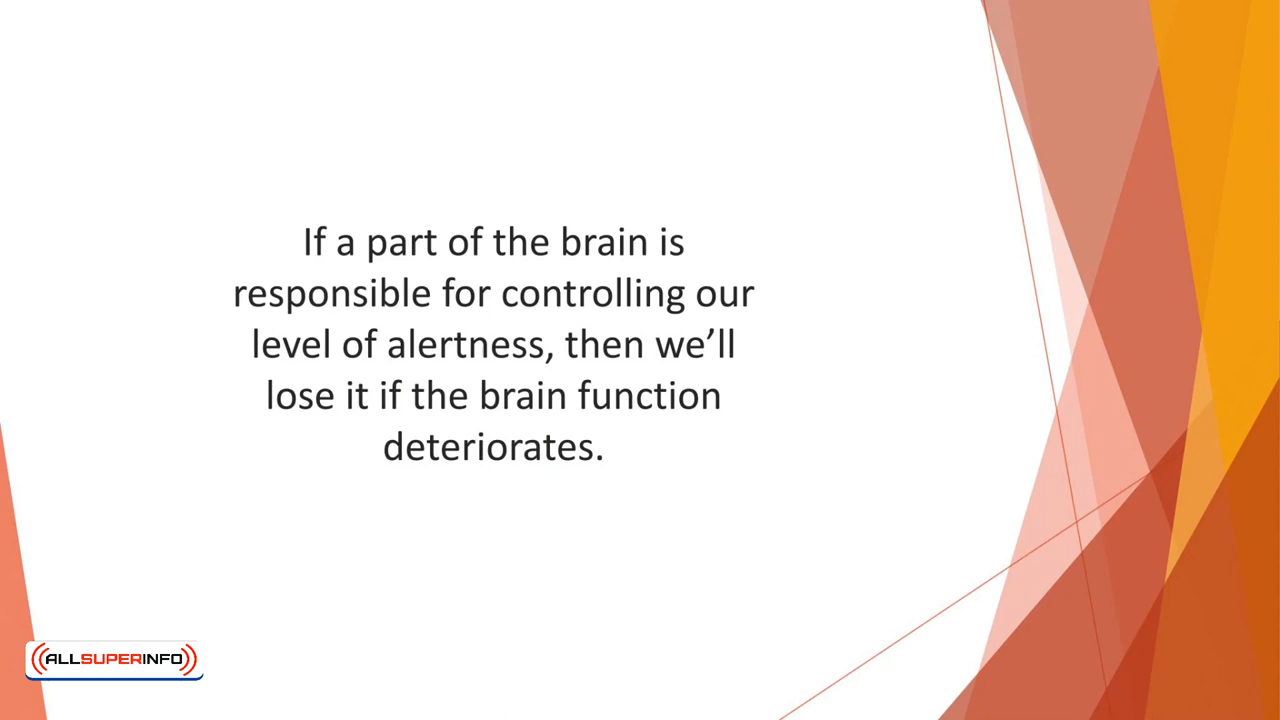 If a part of the brain is
responsible for controlling our
level of alertness, then we’ll
lose it if the brain function
deteriorates.
ALLSUPERINFO